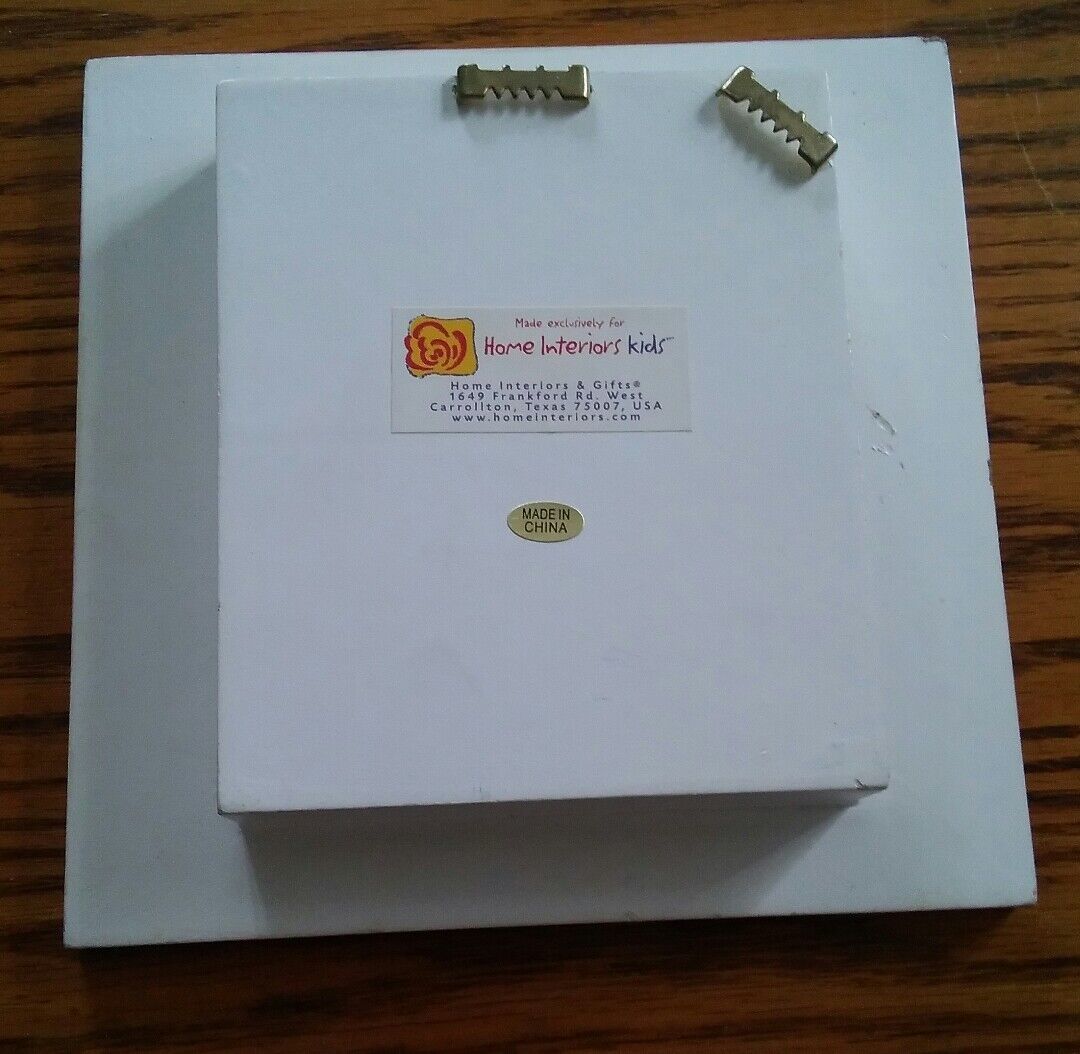 Made exclusively for
Home Interiors kids™
Home Interiors & Gifts®
1649 Frankford Rd. West
Carrollton, Texas 75007, USA
www.homeinteriors.com
MADE IN
CHINA